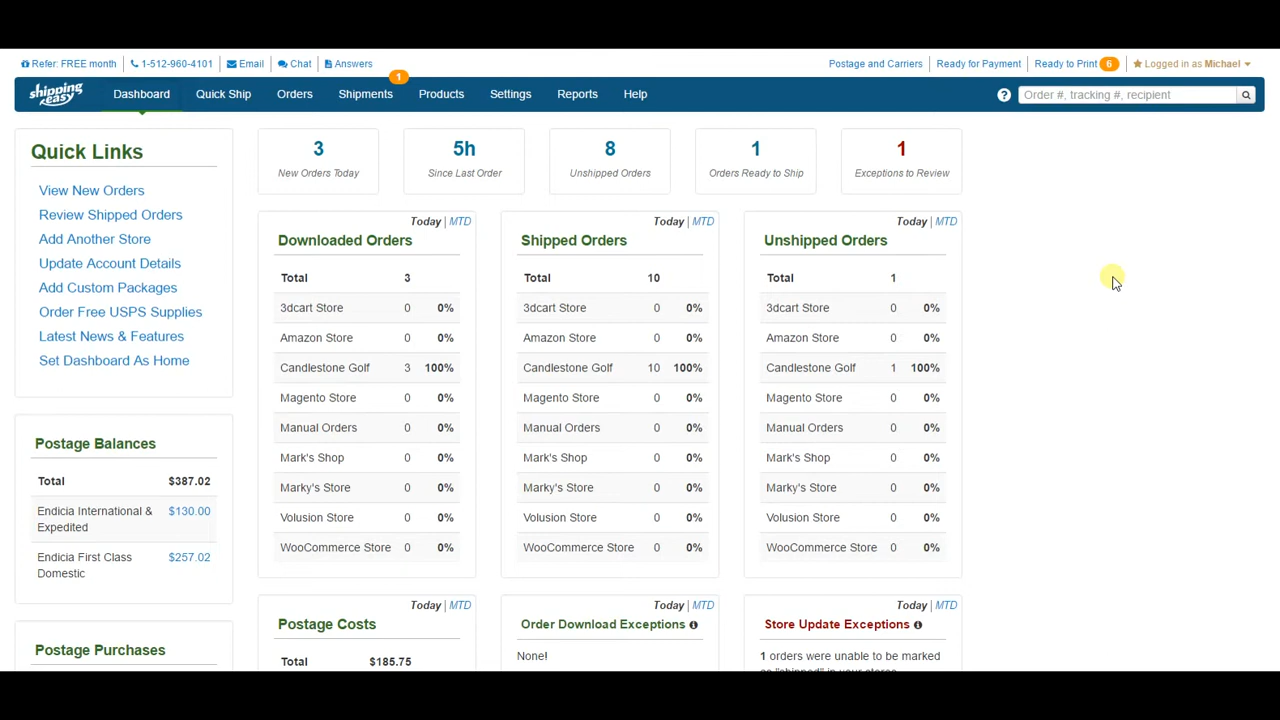 Refer: FREE month 1-512-960-4101 Email Chat Answers Postage and Carriers Ready for Payment Ready to Print 6 Logged in as Michael
1
shipping easy Dashboard Quick Ship Orders Shipments Products Settings Reports Help ? Order #, tracking #, recipient
Quick Links
View New Orders
Review Shipped Orders
Add Another Store
Update Account Details
Add Custom Packages
Order Free USPS Supplies
Latest News & Features
Set Dashboard As Home
Postage Balances
Total $387.02
Endicia International & $130.00
Expedited
Endicia First Class $257.02
Domestic
Postage Purchases
3 5h 8 1 1
New Orders Today Since Last Order Unshipped Orders Orders Ready to Ship Exceptions to Review
Today | MTD
Downloaded Orders
Total 3
3dcart Store 0 0%
Amazon Store 0 0%
Candlestone Golf 3 100%
Magento Store 0 0%
Manual Orders 0 0%
Mark's Shop 0 0%
Marky's Store 0 0%
Volusion Store 0 0%
WooCommerce Store 0 0%
Today | MTD
Shipped Orders
Total 10
3dcart Store 0 0%
Amazon Store 0 0%
Candlestone Golf 10 100%
Magento Store 0 0%
Manual Orders 0 0%
Mark's Shop 0 0%
Marky's Store 0 0%
Volusion Store 0 0%
WooCommerce Store 0 0%
Today | MTD
Unshipped Orders
Total 1
3dcart Store 0 0%
Amazon Store 0 0%
Candlestone Golf 1 100%
Magento Store 0 0%
Manual Orders 0 0%
Mark's Shop 0 0%
Marky's Store 0 0%
Volusion Store 0 0%
WooCommerce Store 0 0%
Today | MTD
Postage Costs
Total $185.75
Today | MTD
Order Download Exceptions
None!
Today | MTD
Store Update Exceptions
1 orders were unable to be marked
as "shipped" in your stores